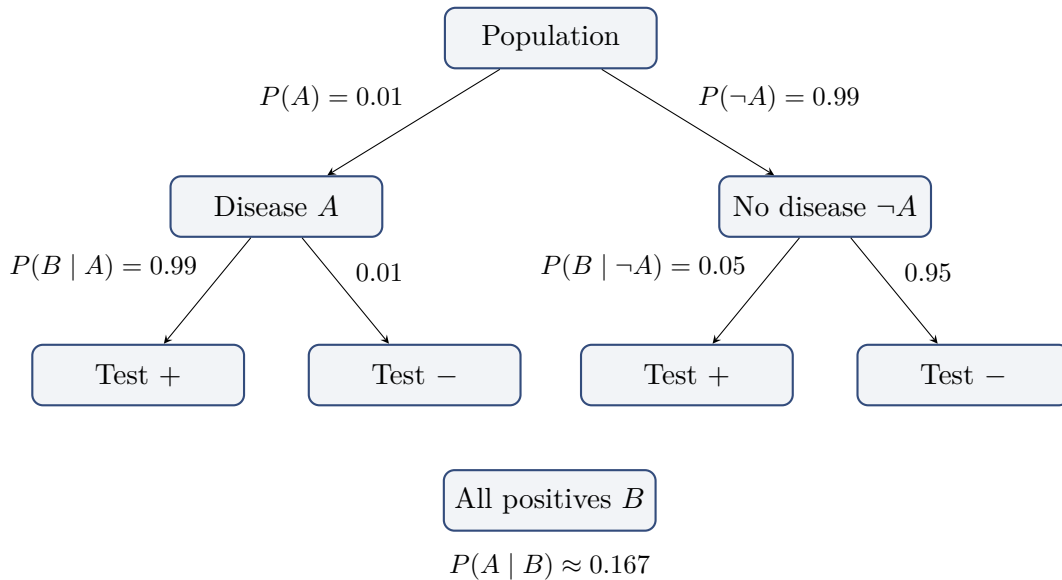 Population
P(A) = 0.01
P(¬A) = 0.99
Disease A
No disease ¬A
P(B | A) = 0.99
0.01
P(B | ¬A) = 0.05
0.95
Test +
Test −
Test +
Test −
All positives B
P(A | B) ≈ 0.167